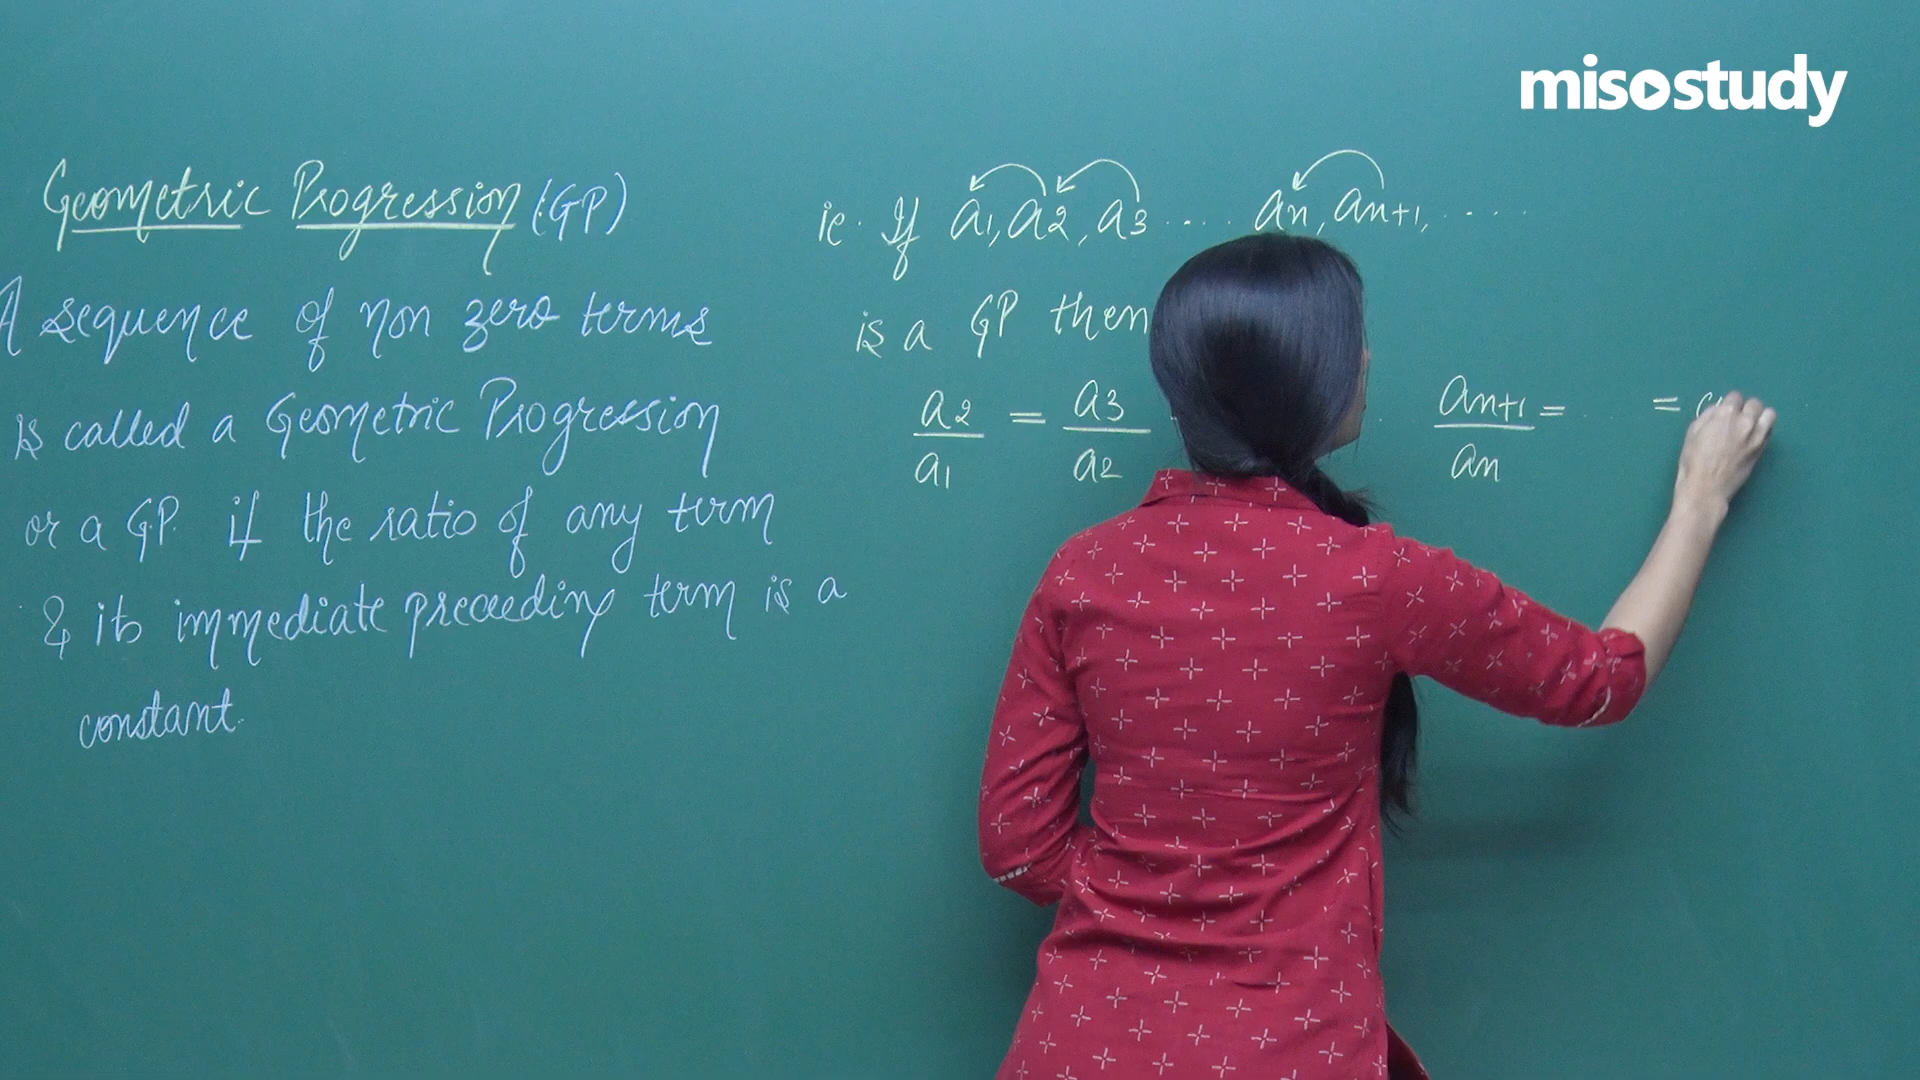 misostudy
Geometric Progression (GP)
A sequence of non zero terms
is called a Geometric Progression
or a G.P. if the ratio of any term
& its immediate preceeding term is a
constant.
ie. If a1, a2, a3 .... an, an+1, ....
is a GP then
a2/a1 = a3/a2 . an+1/an = .. =